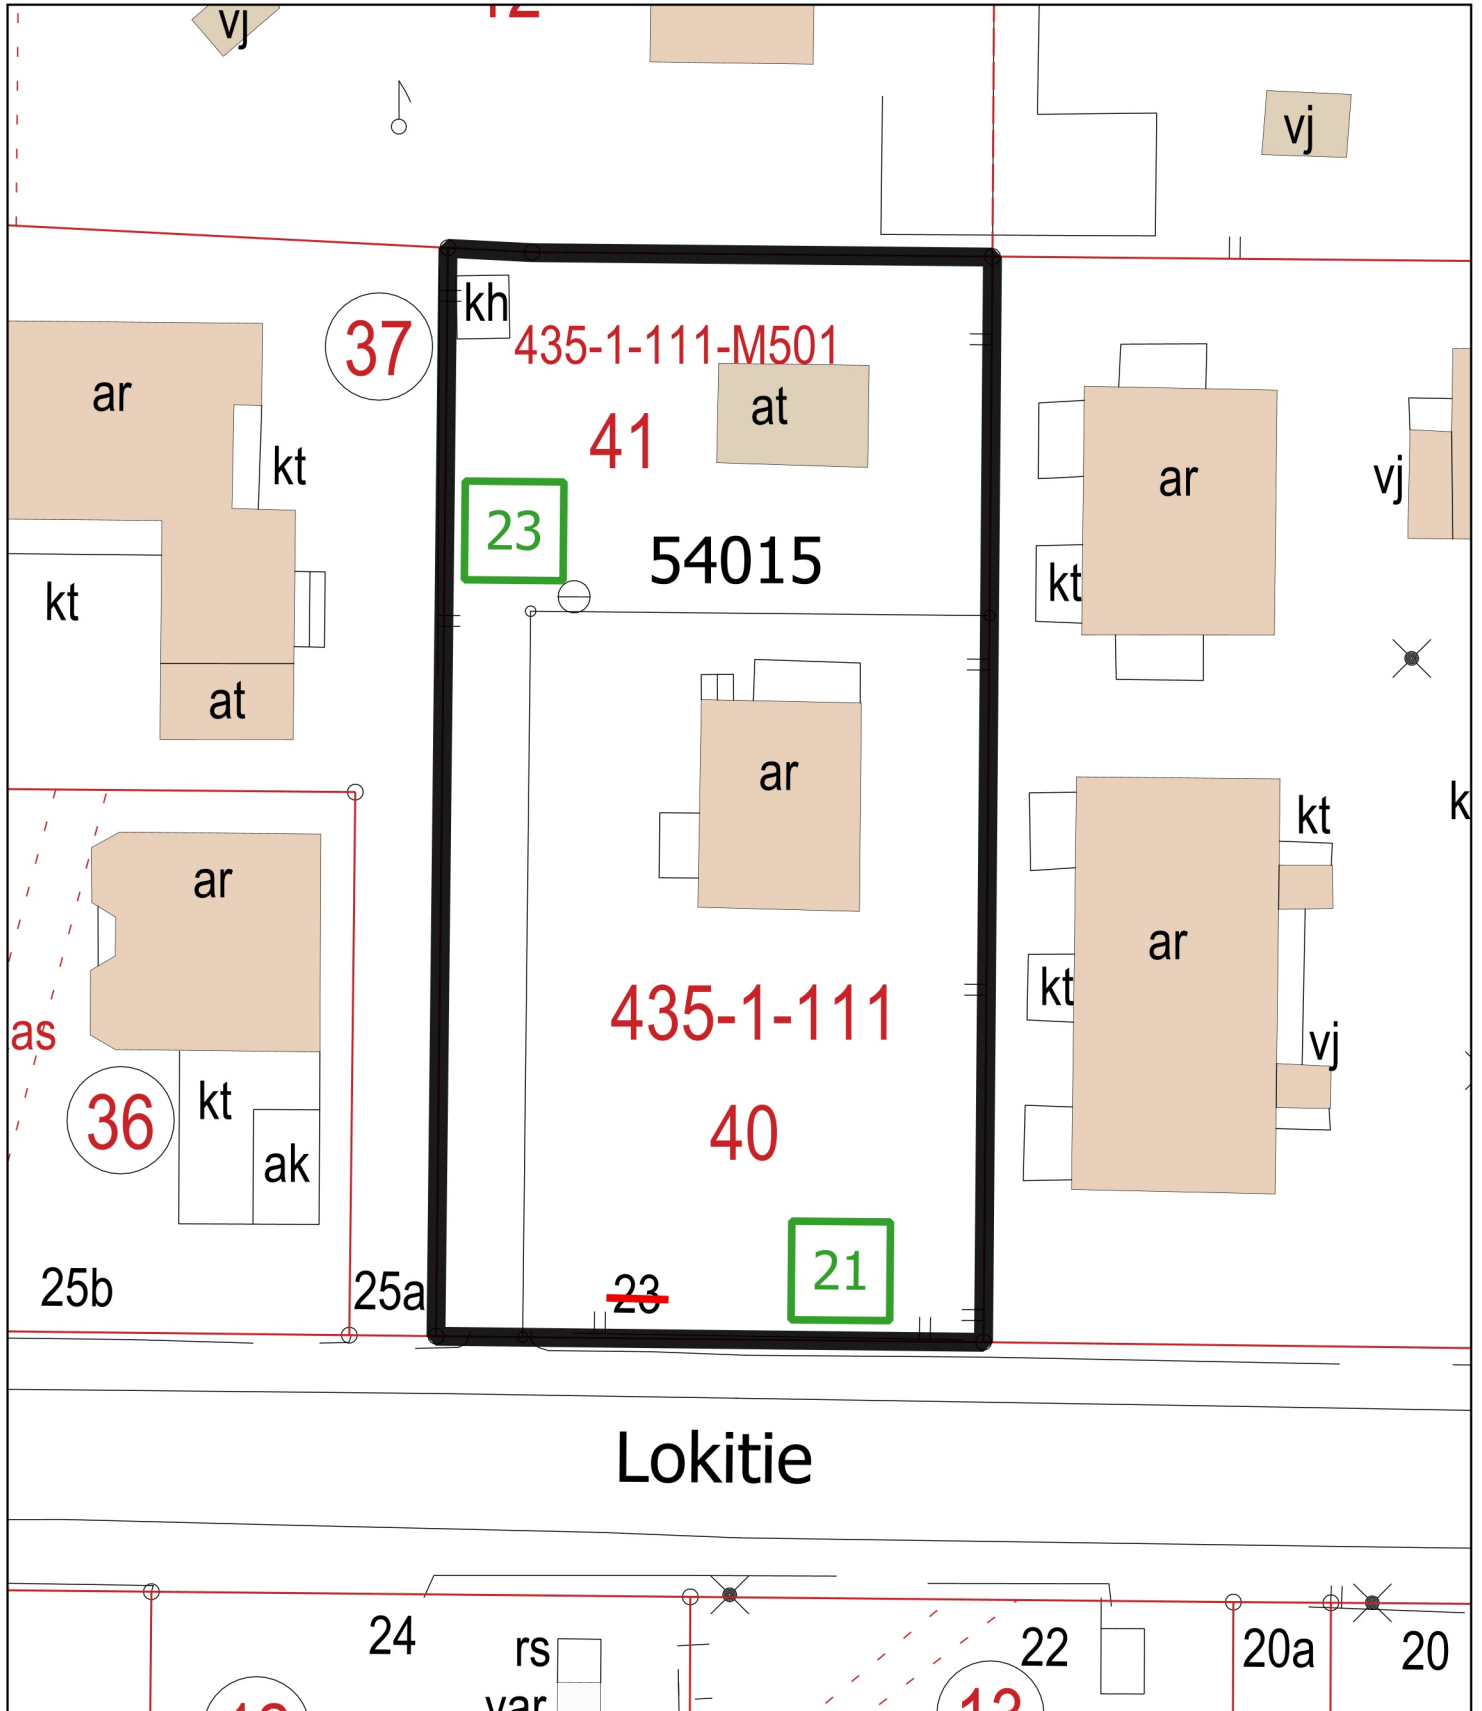 vj
vj
kh
37
435-1-111-M501
ar
at
41
ar
kt
vj
23
54015
kt
kt
at
ar
kt
k
ar
ar
as
435-1-111
kt
vj
36
kt
40
ak
21
25b
25a
23
Lokitie
24
rs
22
20a
20
var
13